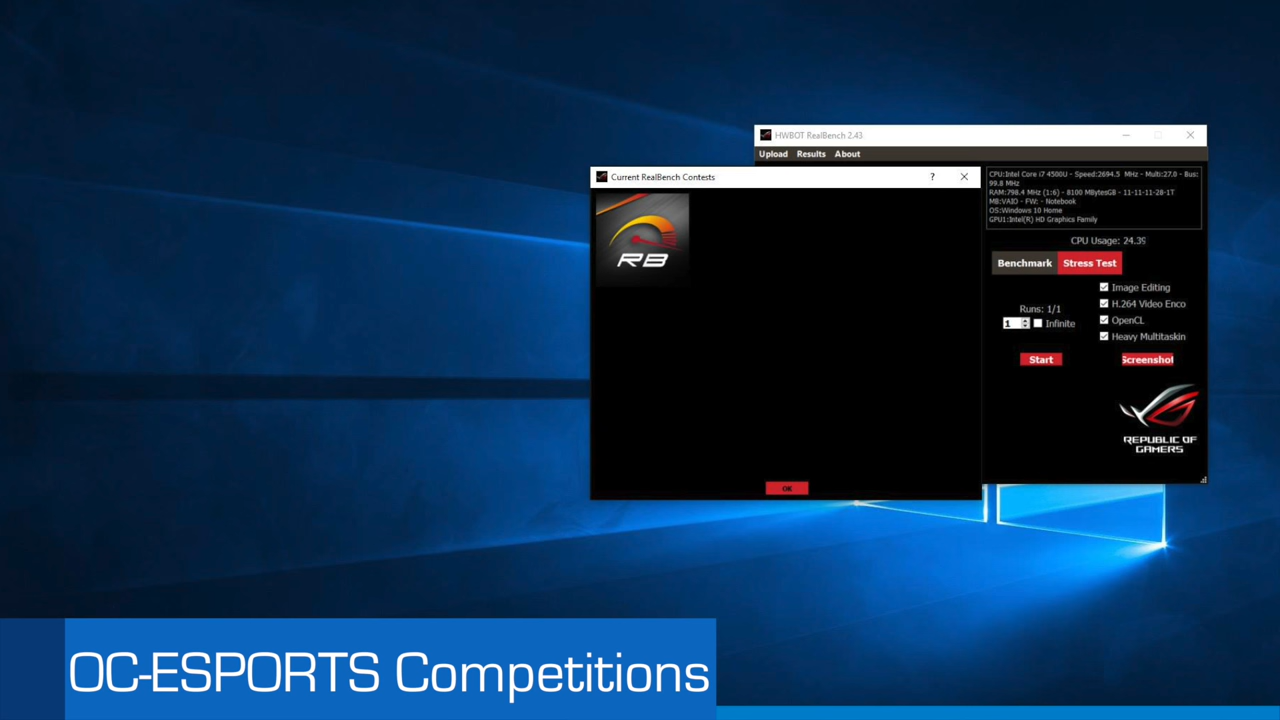 HWBOT RealBench 2.43
Upload Results About
Current RealBench Contests
?
RB
OK
CPU:Intel Core i7 4500U - Speed:2694.5 MHz - Multi:27.0 - Bus:
99.8 MHz
RAM:798.4 MHz (1:6) - 8100 MBytesGB - 11-11-11-28-1T
MB:VAIO - FW: - Notebook
OS:Windows 10 Home
GPU1:Intel(R) HD Graphics Family
CPU Usage: 24.39
Benchmark Stress Test
Image Editing
H.264 Video Enco
OpenCL
Heavy Multitaskin
Runs: 1/1
1 Infinite
Start
Screenshot
REPUBLIC OF
GAMERS
OC-ESPORTS Competitions